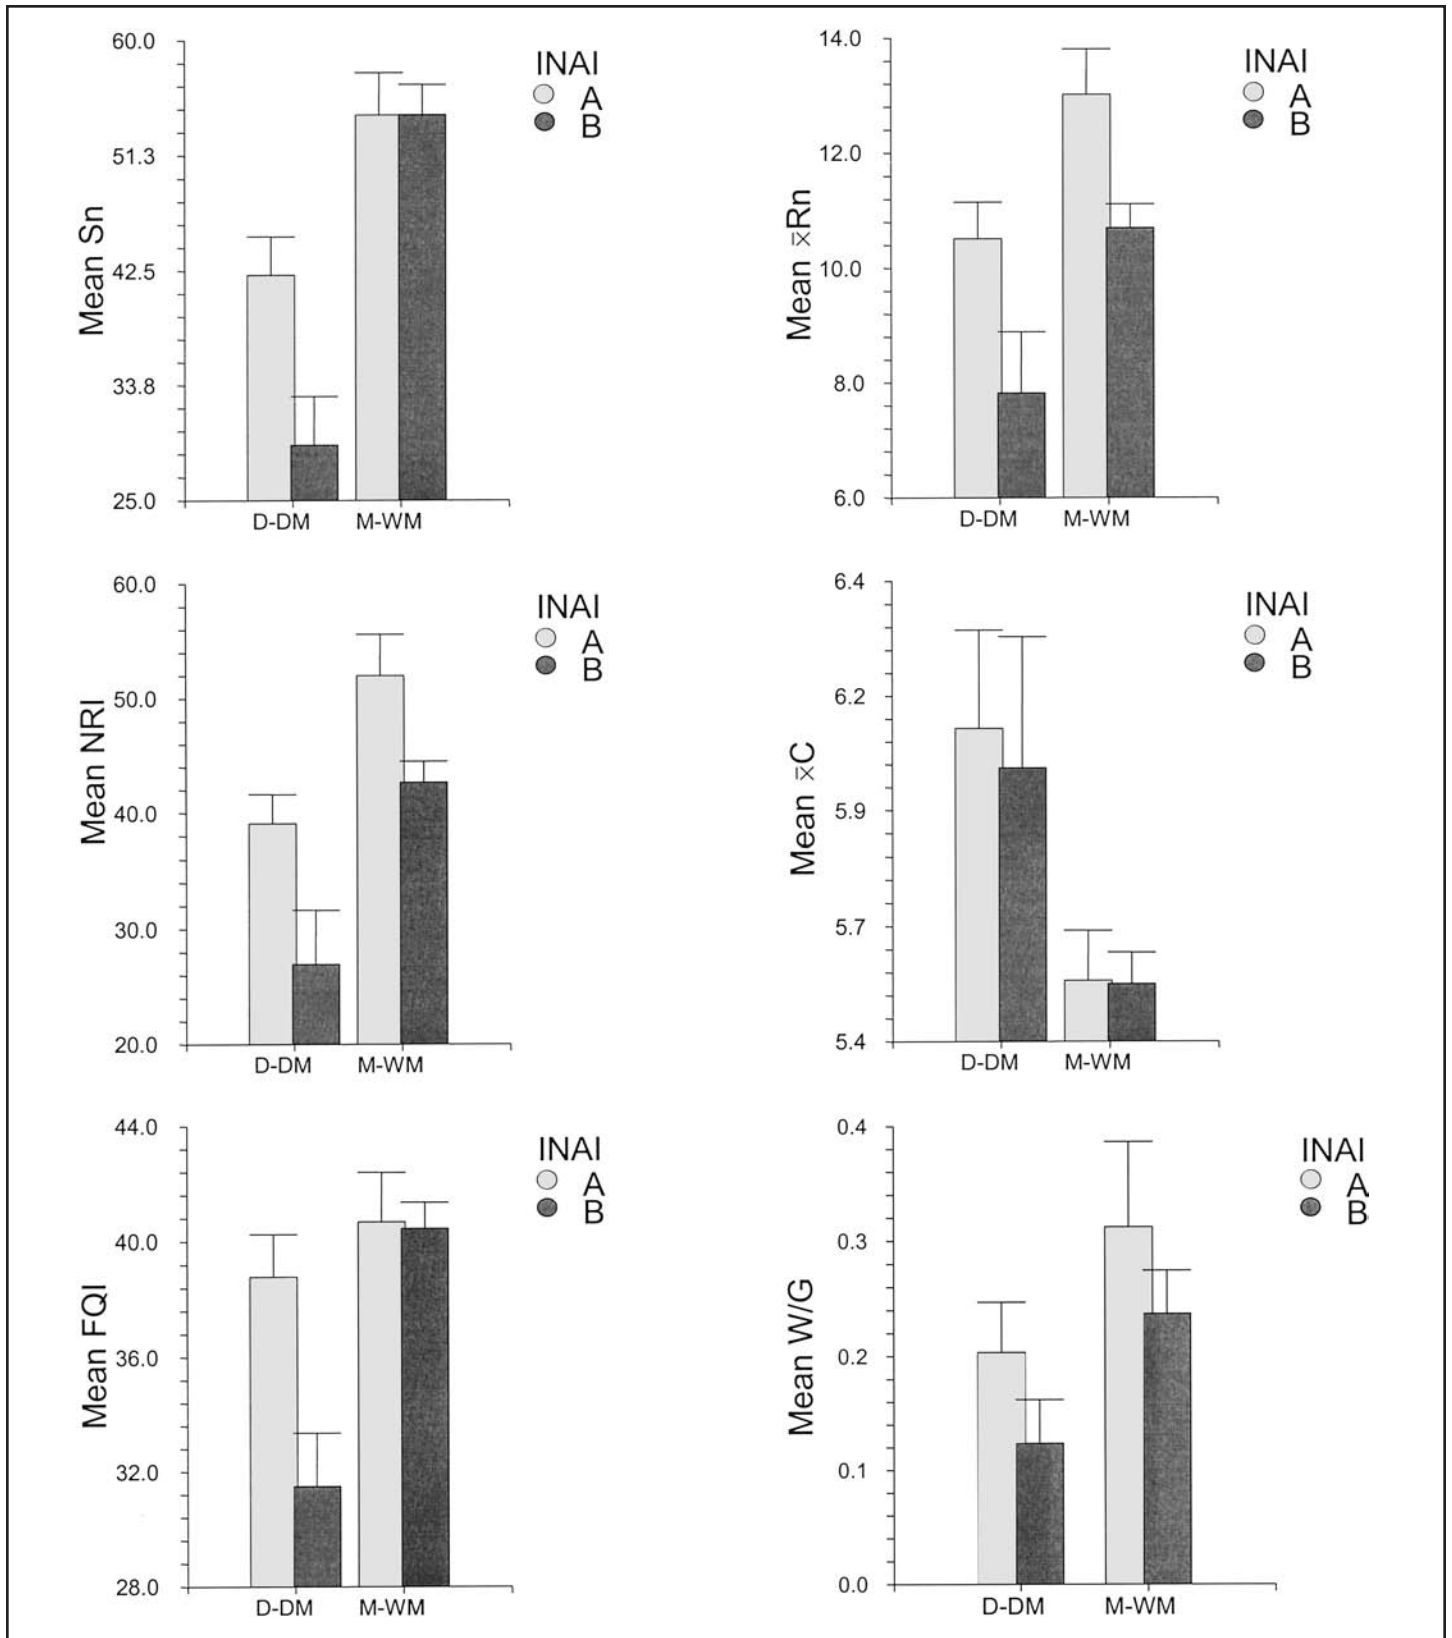 60.0
51.3
42.5
33.8
25.0
Mean Sn
D-DM M-WM
INAI
A
B
14.0
12.0
10.0
8.0
6.0
Mean x̄Rn
D-DM M-WM
INAI
A
B
60.0
50.0
40.0
30.0
20.0
Mean NRI
D-DM M-WM
INAI
A
B
6.4
6.2
5.9
5.7
5.4
Mean x̄C
D-DM M-WM
INAI
A
B
44.0
40.0
36.0
32.0
28.0
Mean FQI
D-DM M-WM
INAI
A
B
0.4
0.3
0.2
0.1
0.0
Mean W/G
D-DM M-WM
INAI
A
B